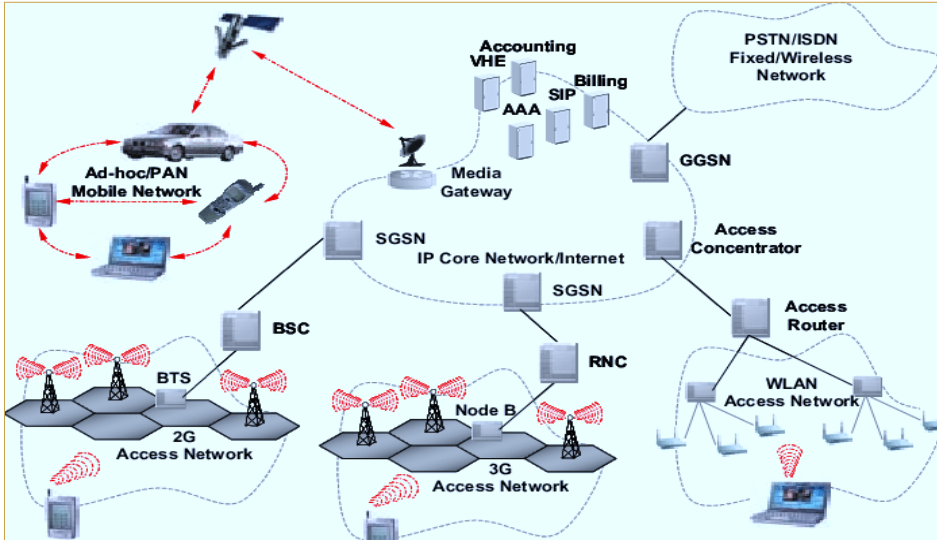 Accounting
VHE
Billing
SIP
AAA
PSTN/ISDN
Fixed/Wireless
Network
GGSN
Media
Gateway
Ad-hoc/PAN
Mobile Network
SGSN
IP Core Network/Internet
SGSN
Access
Concentrator
BSC
RNC
Access
Router
BTS
2G
Access Network
Node B
3G
Access Network
WLAN
Access Network